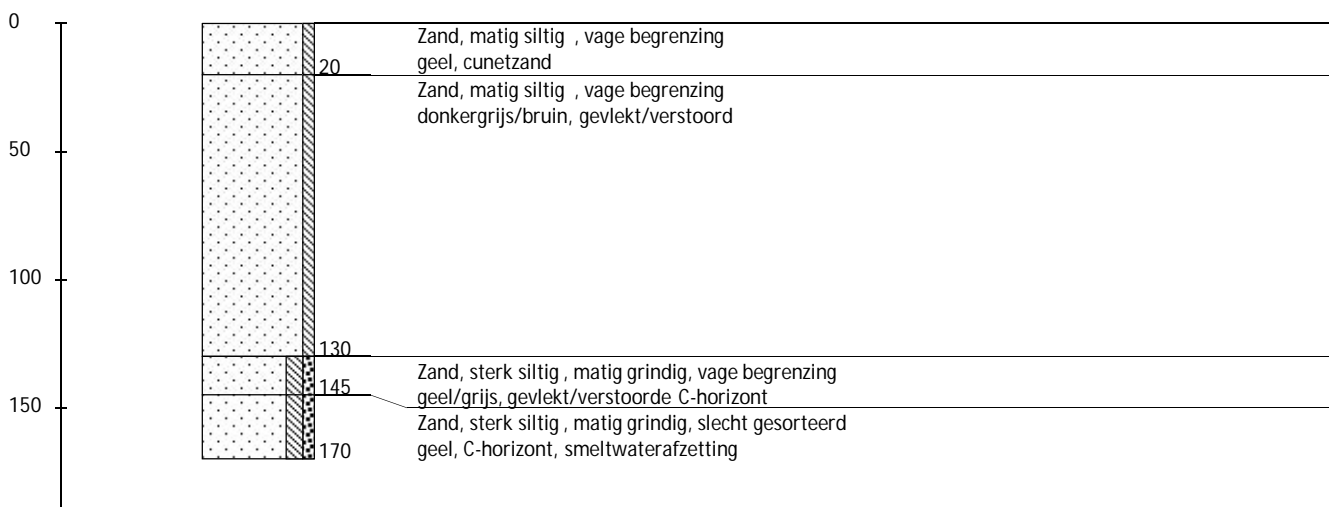 0
Zand, matig siltig , vage begrenzing
geel, cunetzand
20
Zand, matig siltig , vage begrenzing
donkergrijs/bruin, gevlekt/verstoord
50
100
130
Zand, sterk siltig , matig grindig, vage begrenzing
geel/grijs, gevlekt/verstoorde C-horizont
145
150
Zand, sterk siltig , matig grindig, slecht gesorteerd
geel, C-horizont, smeltwaterafzetting
170